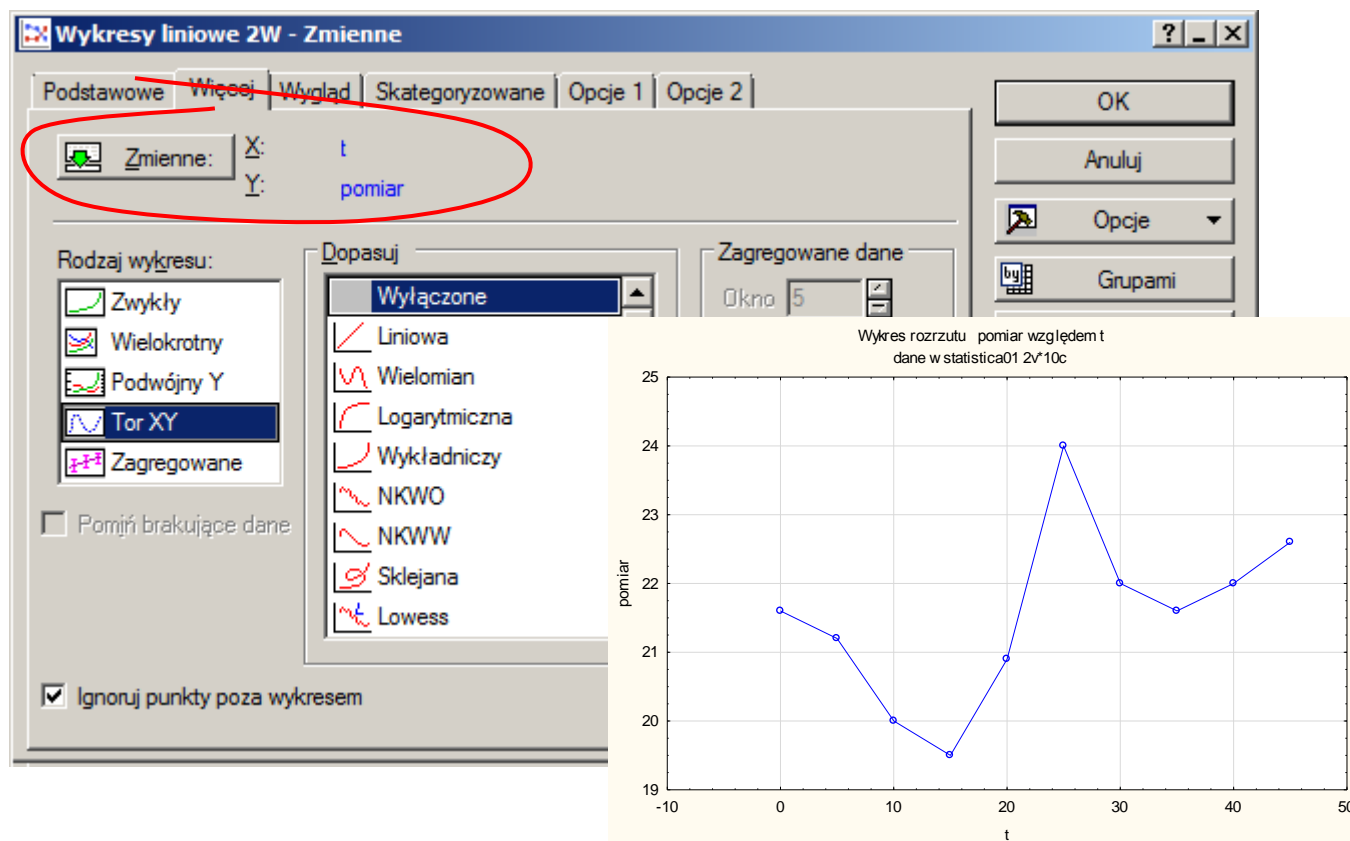 Wykresy liniowe 2W - Zmienne
Podstawowe Więcej Wygląd Skategoryzowane Opcje 1 Opcje 2
OK
Anuluj
Opcje
Grupami
Zmienne:
X: t
Y: pomiar
Rodzaj wykresu:
Zwykły
Wielokrotny
Podwójny Y
Tor XY
Zagregowane
Pomiń brakujące dane
Dopasuj
Wyłączone
Liniowa
Wielomian
Logarytmiczna
Wykładniczy
NKWO
NKWW
Sklejana
Lowess
Zagregowane dane
Okno 5
Ignoruj punkty poza wykresem
Wykres rozrzutu pomiar względem t
dane w statistica01 2v*10c
25
24
23
22
21
20
19
pomiar
-10 0 10 20 30 40 50
t